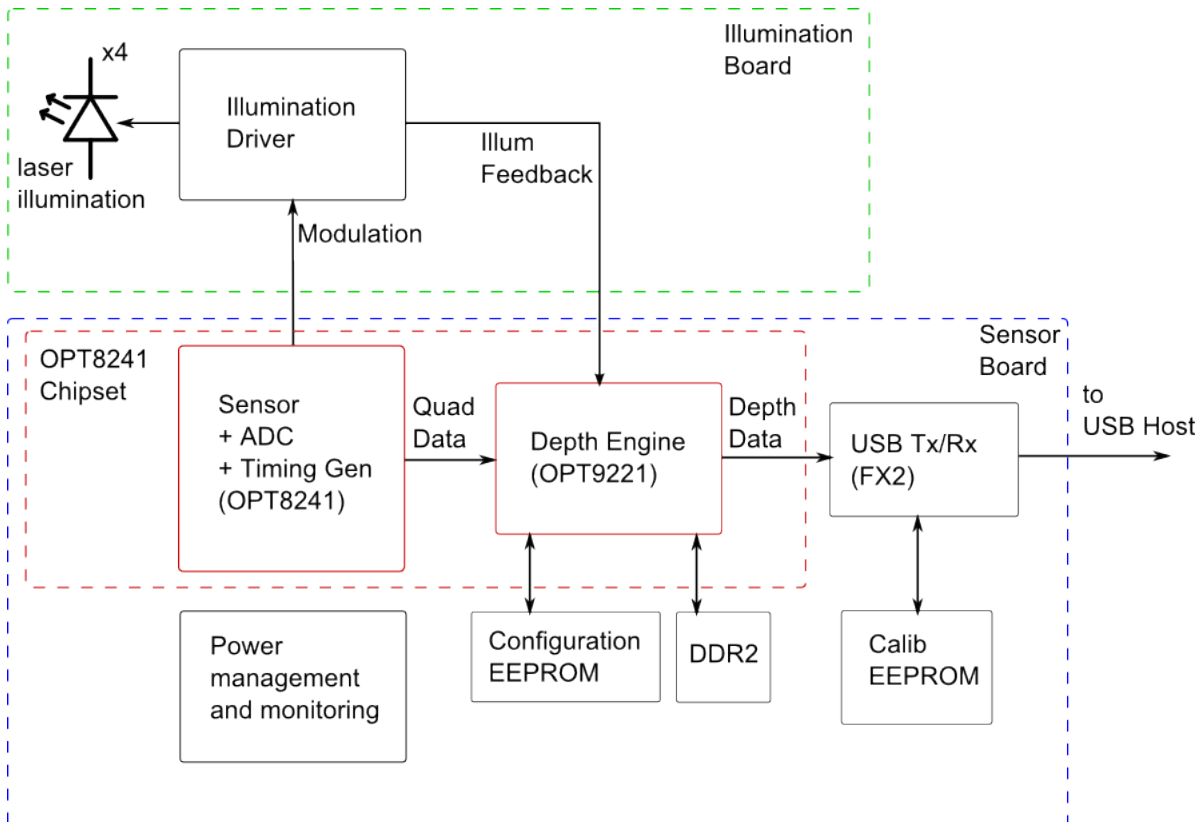 Illumination
Board
x4
Illumination
Driver
laser
illumination
Illum
Feedback
Modulation
Sensor
Board
OPT8241
Chipset
Sensor
+ ADC
+ Timing Gen
(OPT8241)
Quad
Data
Depth Engine
(OPT9221)
Depth
Data
USB Tx/Rx
(FX2)
to
USB Host
Power
management
and monitoring
Configuration
EEPROM
DDR2
Calib
EEPROM